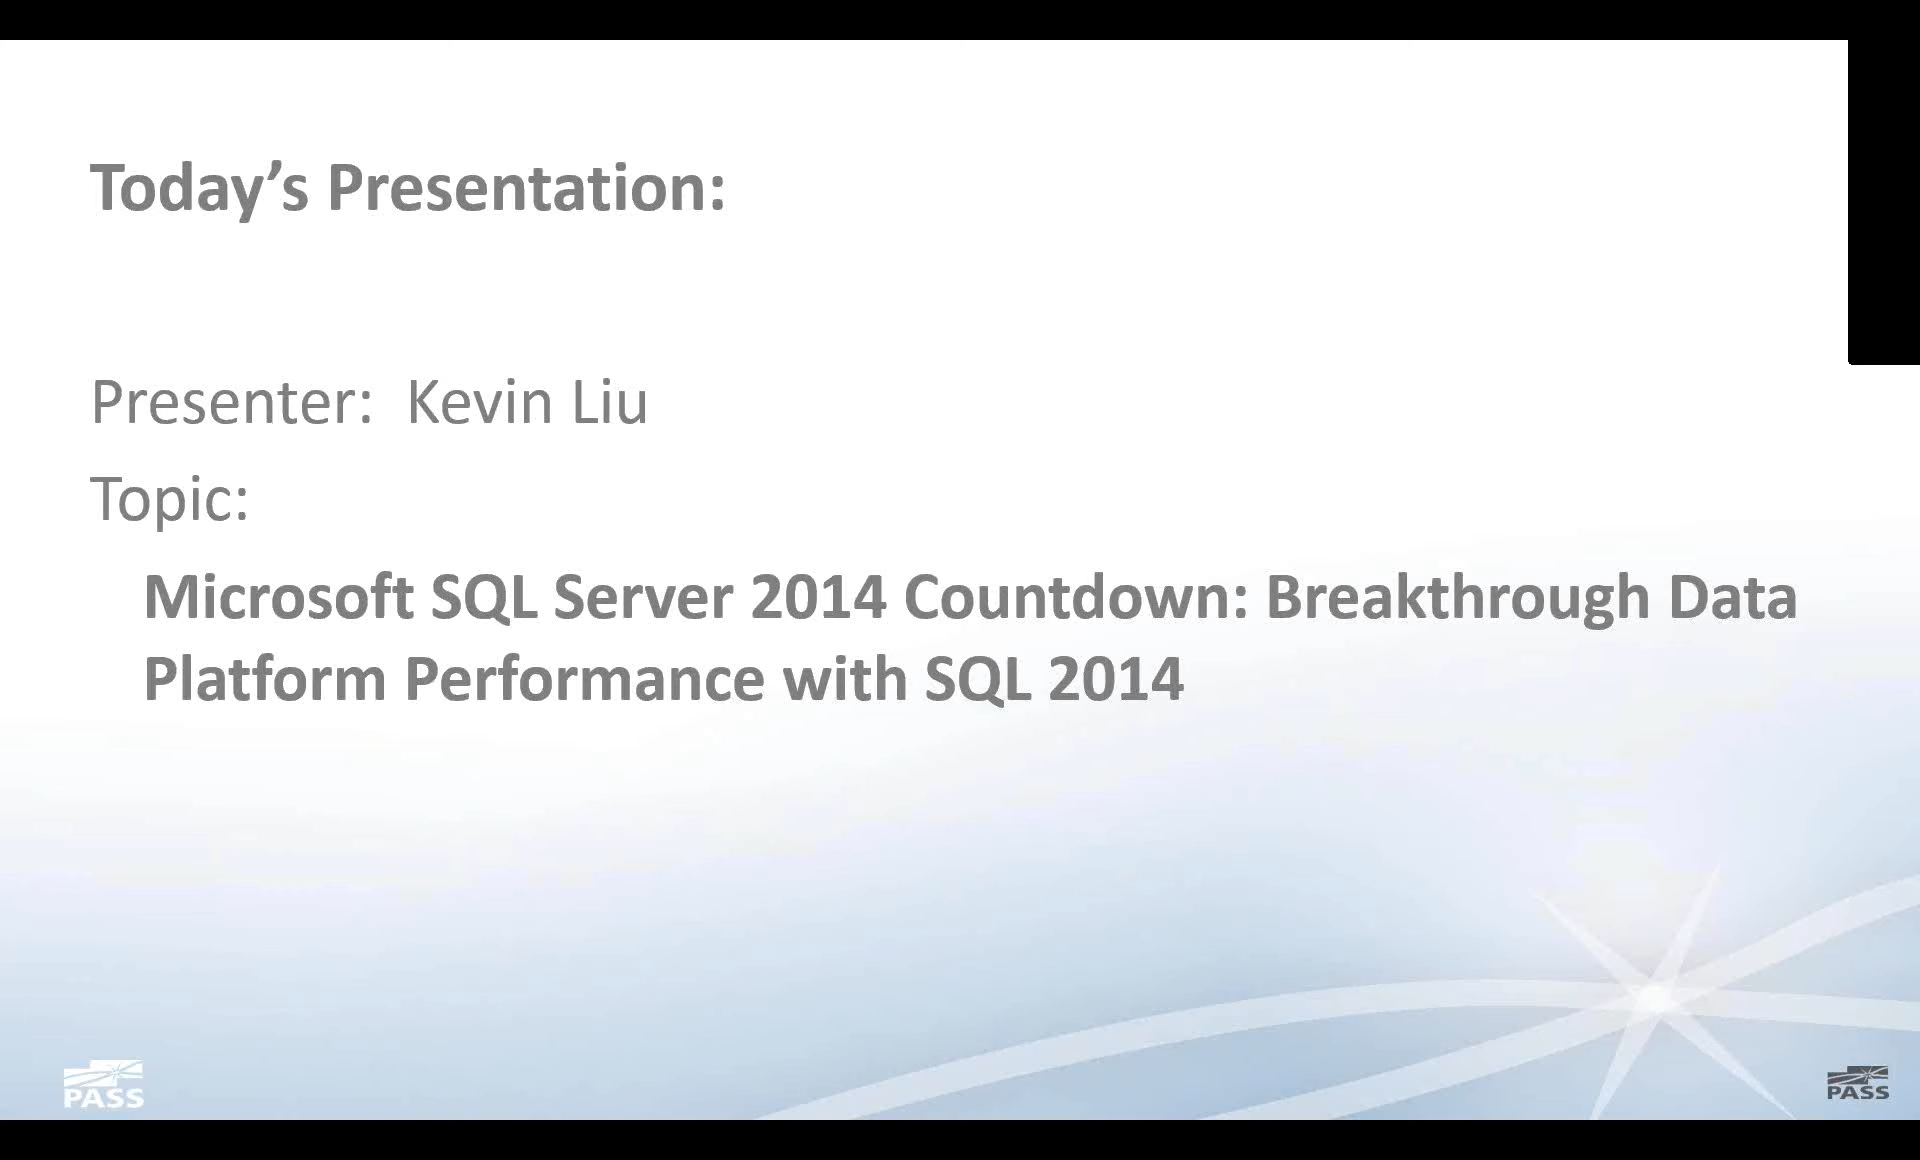 Today’s Presentation:
Presenter:  Kevin Liu
Topic:
Microsoft SQL Server 2014 Countdown: Breakthrough Data
Platform Performance with SQL 2014
PASS
PASS